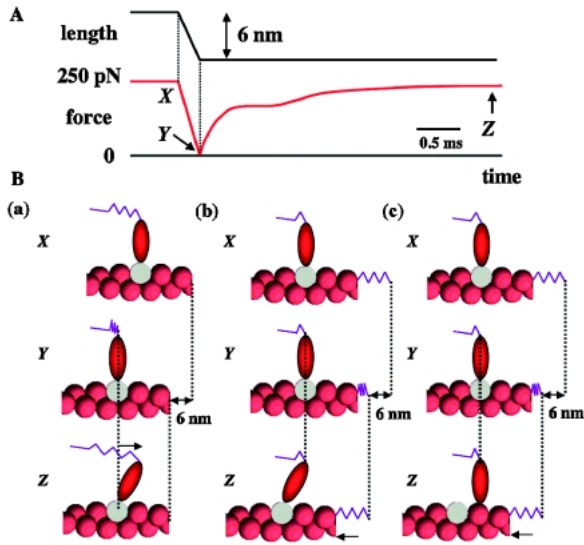 A
length
6 nm
250 pN
X
force
Y
Z
0.5 ms
0
time
B
(a) (b) (c)
X X X
Y Y Y
6 nm 6 nm 6 nm
Z Z Z